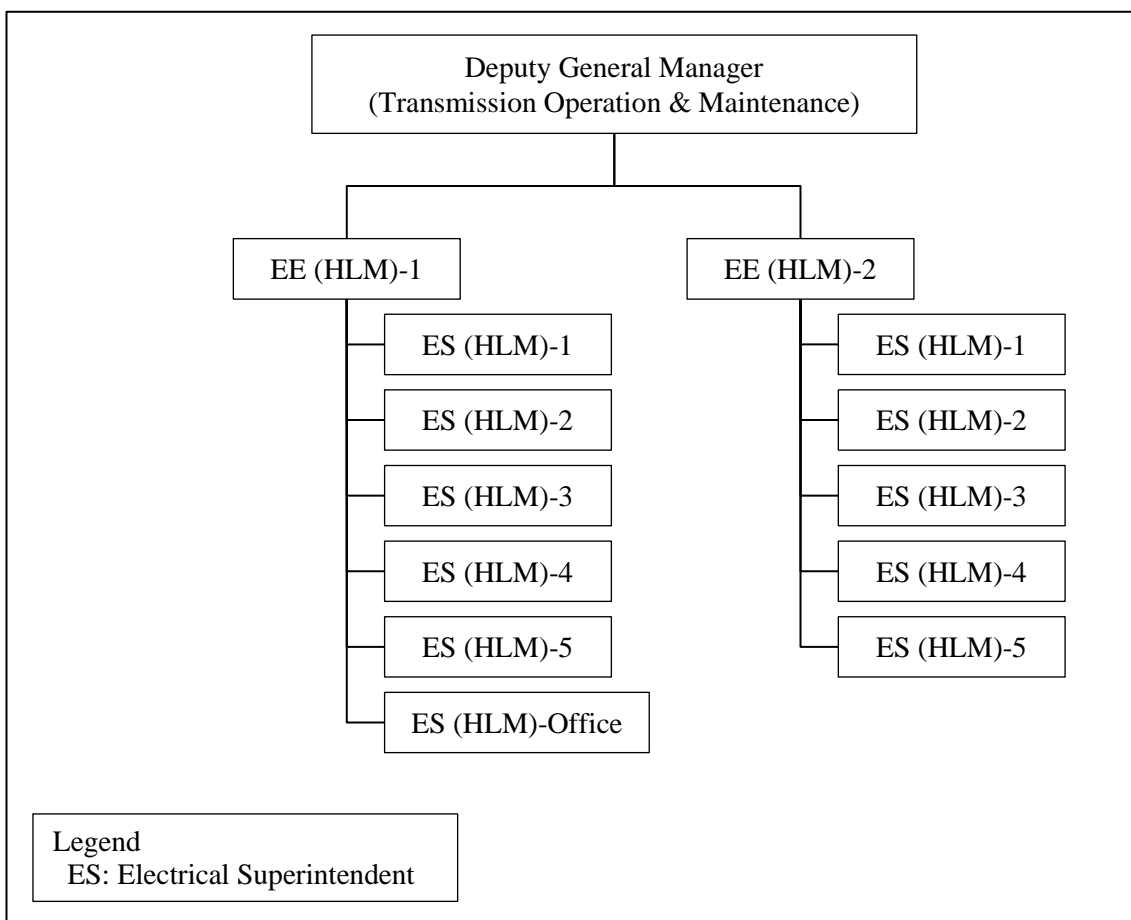 Deputy General Manager
(Transmission Operation & Maintenance)
EE (HLM)-1
ES (HLM)-1
ES (HLM)-2
ES (HLM)-3
ES (HLM)-4
ES (HLM)-5
ES (HLM)-Office
EE (HLM)-2
ES (HLM)-1
ES (HLM)-2
ES (HLM)-3
ES (HLM)-4
ES (HLM)-5
Legend
ES: Electrical Superintendent